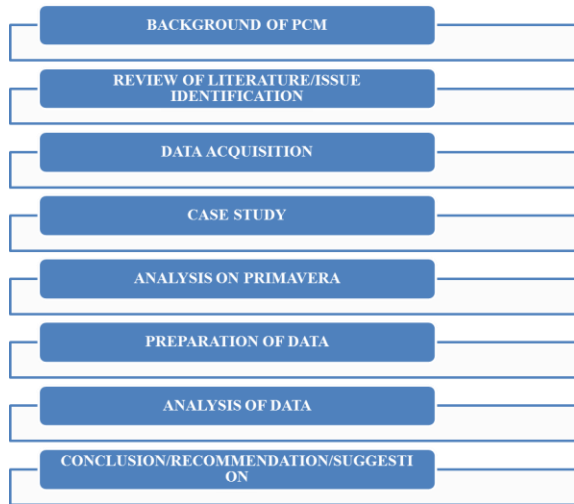 BACKGROUND OF PCM
REVIEW OF LITERATURE/ISSUE
IDENTIFICATION
DATA ACQUISITION
CASE STUDY
ANALYSIS ON PRIMAVERA
PREPARATION OF DATA
ANALYSIS OF DATA
CONCLUSION/RECOMMENDATION/SUGGESTI
ON